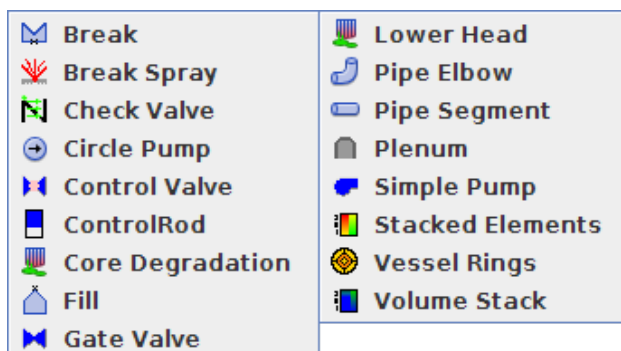 Break
Break Spray
Check Valve
Circle Pump
Control Valve
ControlRod
Core Degradation
Fill
Gate Valve
Lower Head
Pipe Elbow
Pipe Segment
Plenum
Simple Pump
Stacked Elements
Vessel Rings
Volume Stack